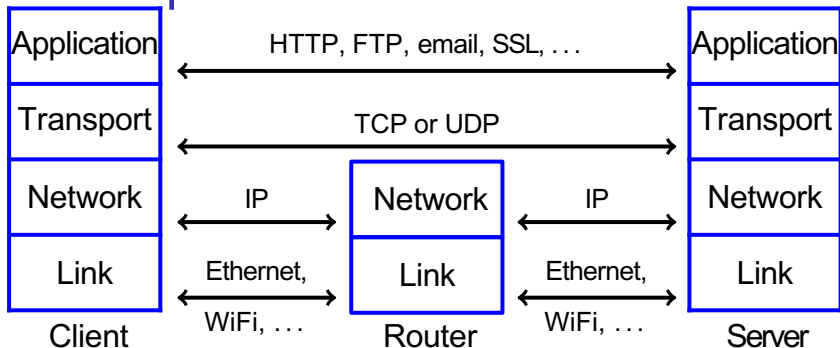 Application
HTTP, FTP, email, SSL, ...
Application
Transport
TCP or UDP
Transport
Network
IP
Network
IP
Network
Link
Ethernet,
WiFi, ...
Link
Ethernet,
WiFi, ...
Link
Client
Router
Server